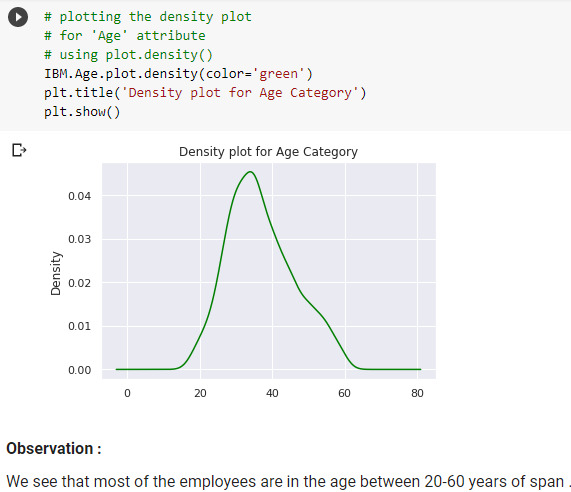 # plotting the density plot
# for 'Age' attribute
# using plot.density()
IBM.Age.plot.density(color='green')
plt.title('Density plot for Age Category')
plt.show()
Density plot for Age Category
Density
0.04
0.03
0.02
0.01
0.00
0 20 40 60 80
Observation :
We see that most of the employees are in the age between 20-60 years of span .